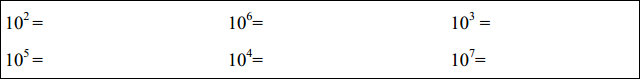 10² = 10⁶= 10³ =
10⁵= 10⁴= 10⁷=